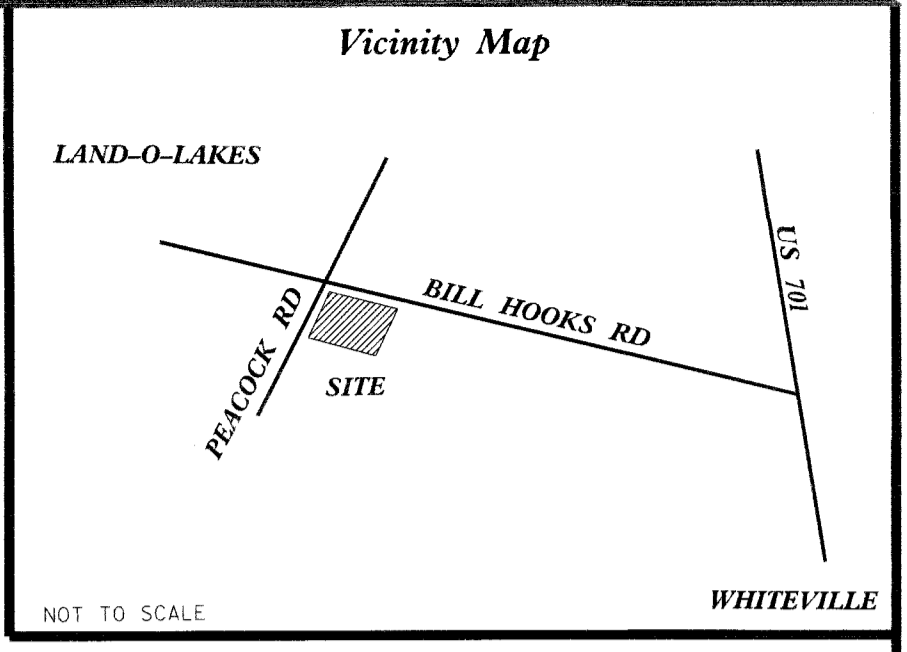 Vicinity Map
LAND-O-LAKES
US 701
BILL HOOKS RD
PEACOCK RD
SITE
WHITEVILLE
NOT TO SCALE